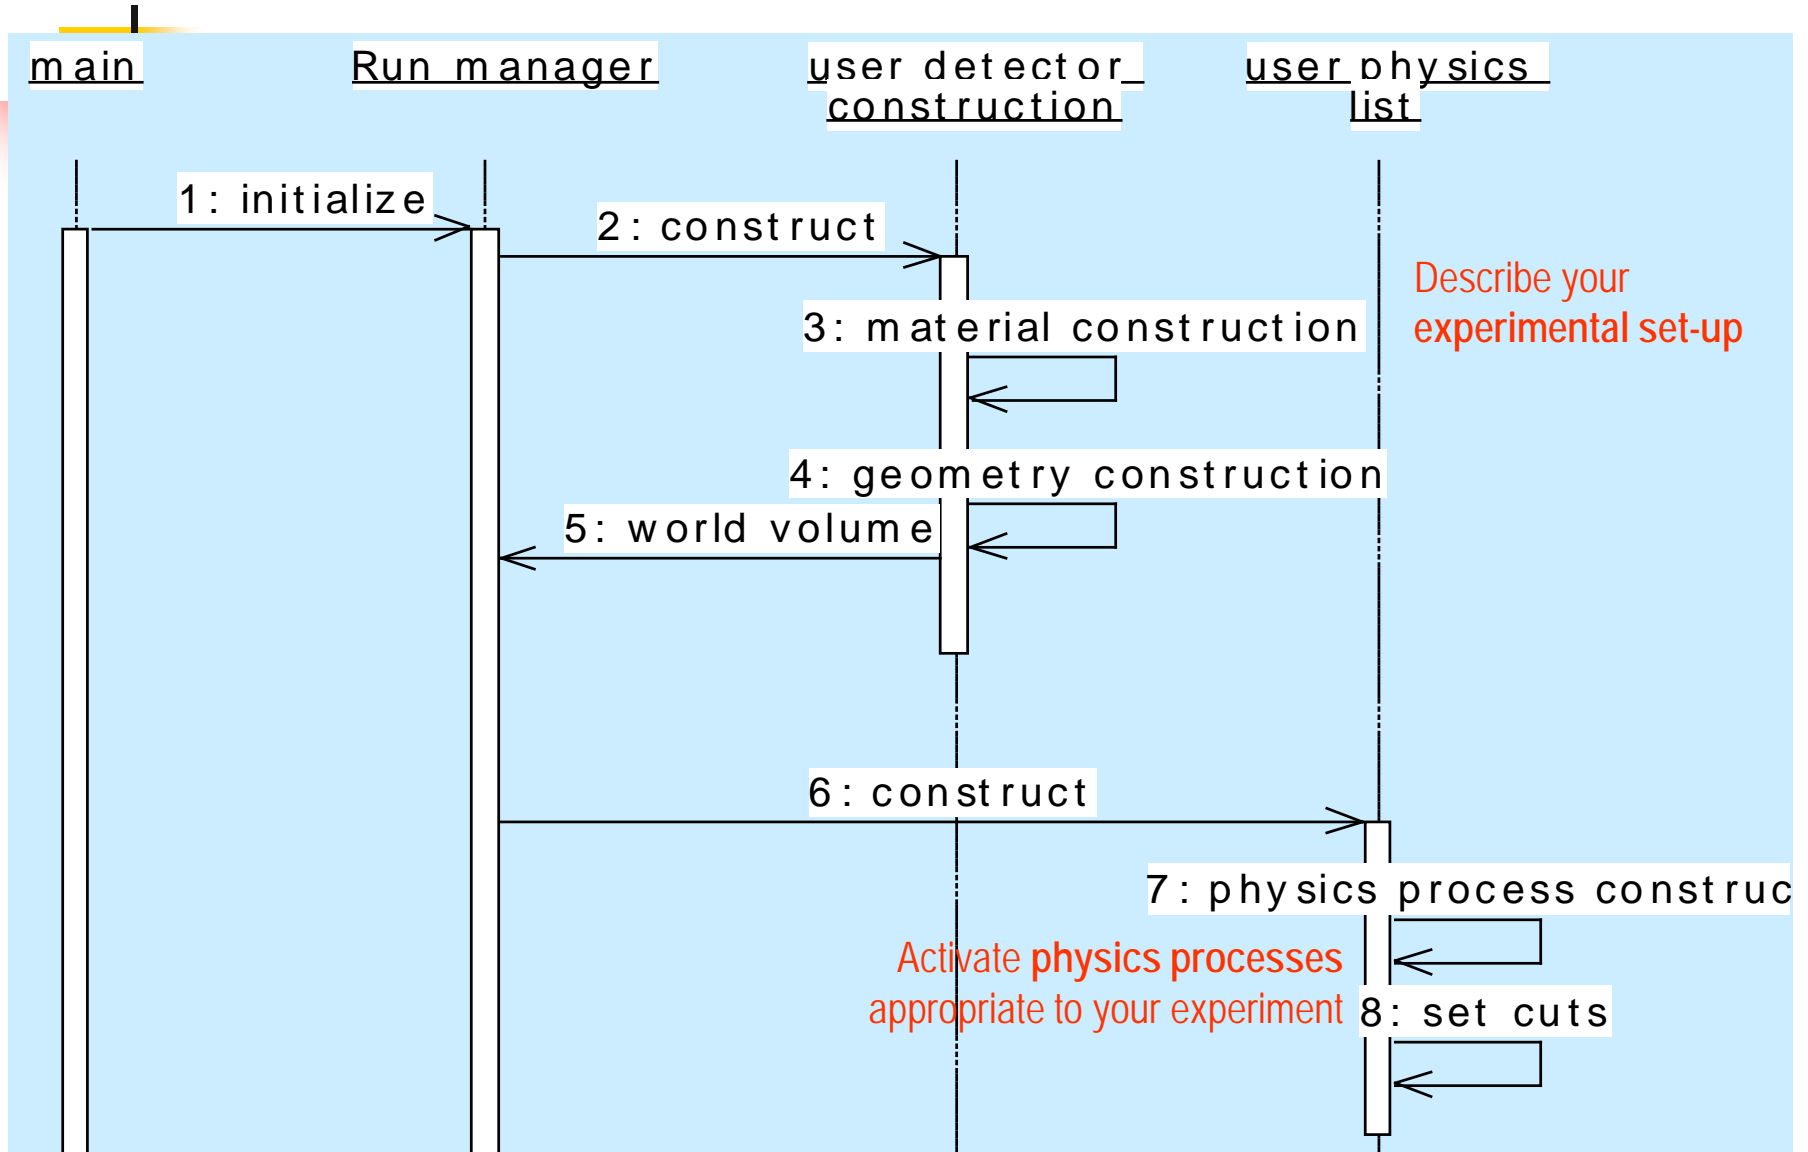 main
Run manager
user detector
construction
user physics
list
1: initialize
2: construct
Describe your
experimental set-up
3: material construction
4: geometry construction
5: world volume
6: construct
7: physics process construc
Activate physics processes
appropriate to your experiment
8: set cuts